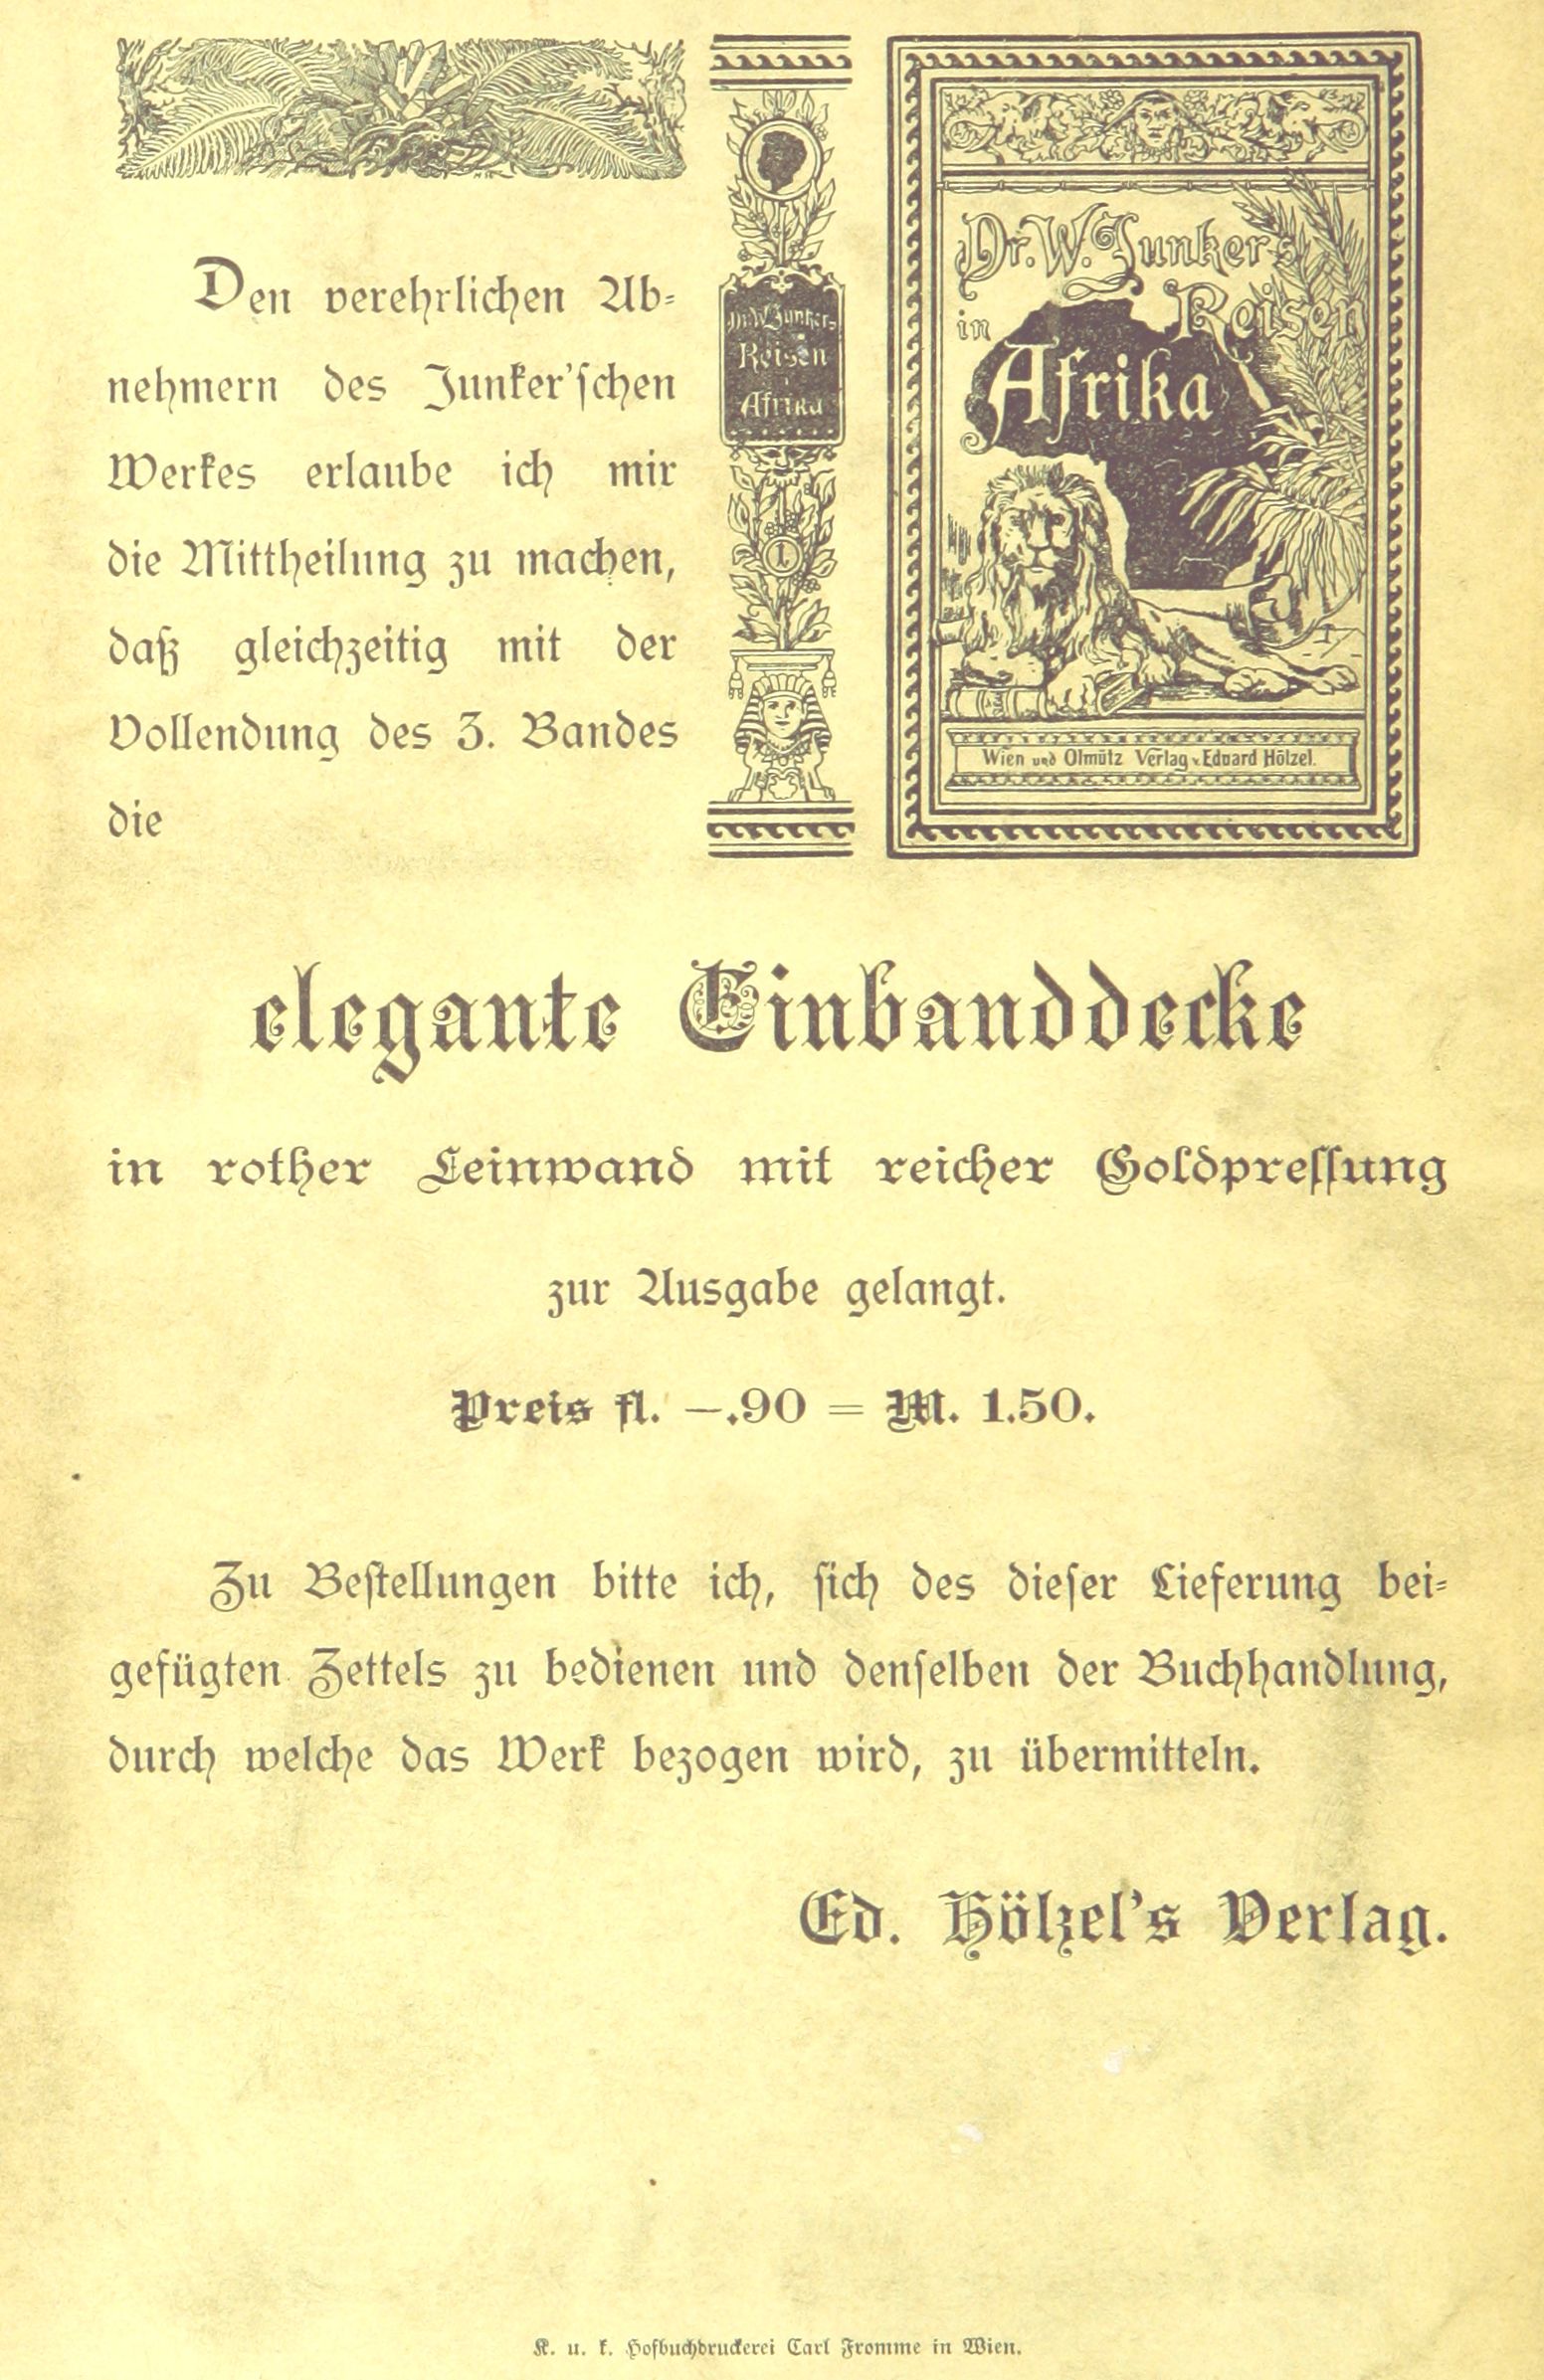 Den verehrlichen Ab-
nehmern des Junker'schen
Werkes erlaube ich mir
die Mittheilung zu machen,
daß gleichzeitig mit der
Vollendung des 3. Bandes
die
Dr. W. Junkers
Reisen
i
Afrika
1.
Dr. W. Junkers
Reisen
in
Afrika
Wien und Olmütz Verlag v. Eduard Hölzel.
elegante Einbanddecke
in rother Leinwand mit reicher Goldpressung
zur Ausgabe gelangt.
Preis fl. —.90 = M. 1.50.
Zu Bestellungen bitte ich, sich des dieser Lieferung bei-
gefügten Zettels zu bedienen und denselben der Buchhandlung,
durch welche das Werk bezogen wird, zu übermitteln.
Ed. Hölzel's Verlag.
K. u. k. Hofbuchdruckerei Carl Fromme in Wien.